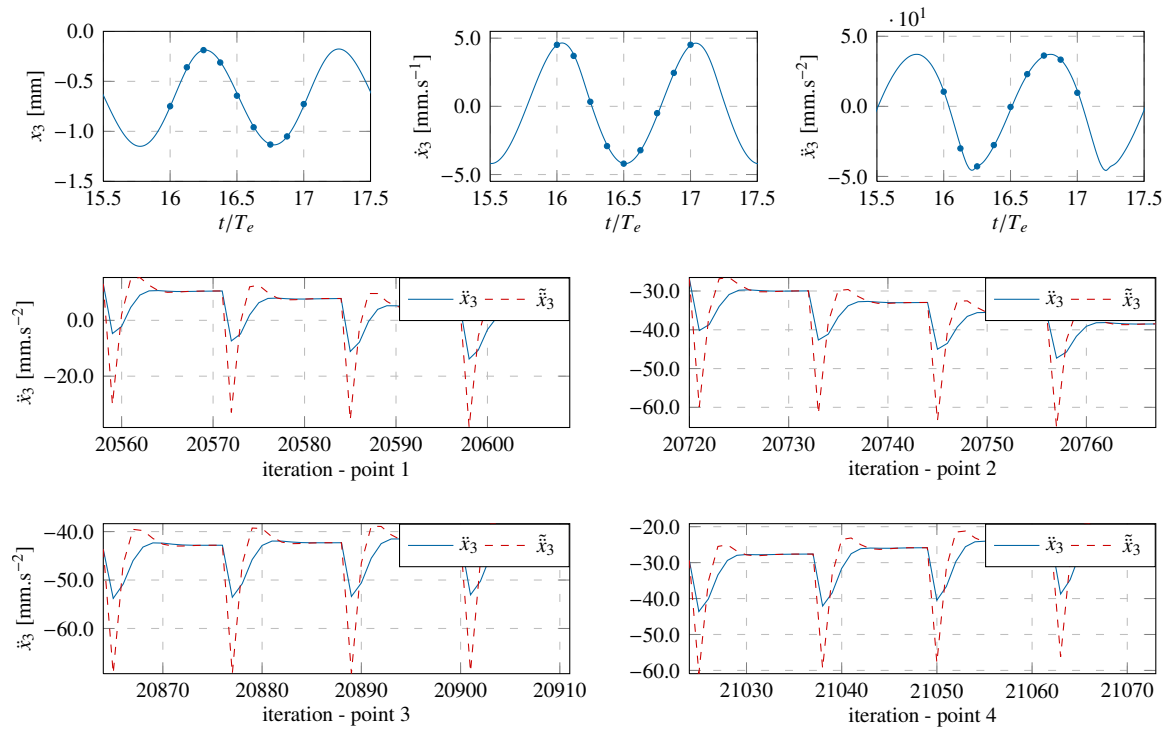 · 10¹
0.0
−0.5
−1.0
−1.5
x₃ [mm]
15.5 16 16.5 17 17.5
t/Tₑ
5.0
0.0
−5.0
ẋ₃ [mm.s⁻¹]
15.5 16 16.5 17 17.5
t/Tₑ
5.0
0.0
−5.0
ẍ₃ [mm.s⁻²]
15.5 16 16.5 17 17.5
t/Tₑ
0.0
−20.0
ẍ₃ [mm.s⁻²]
ẍ₃ x̃̈₃
20560 20570 20580 20590 20600
iteration - point 1
−30.0
−40.0
−50.0
−60.0
ẍ₃ x̃̈₃
20720 20730 20740 20750 20760
iteration - point 2
−40.0
−50.0
−60.0
ẍ₃ [mm.s⁻²]
ẍ₃ x̃̈₃
20870 20880 20890 20900 20910
iteration - point 3
−20.0
−30.0
−40.0
−50.0
−60.0
ẍ₃ x̃̈₃
21030 21040 21050 21060 21070
iteration - point 4